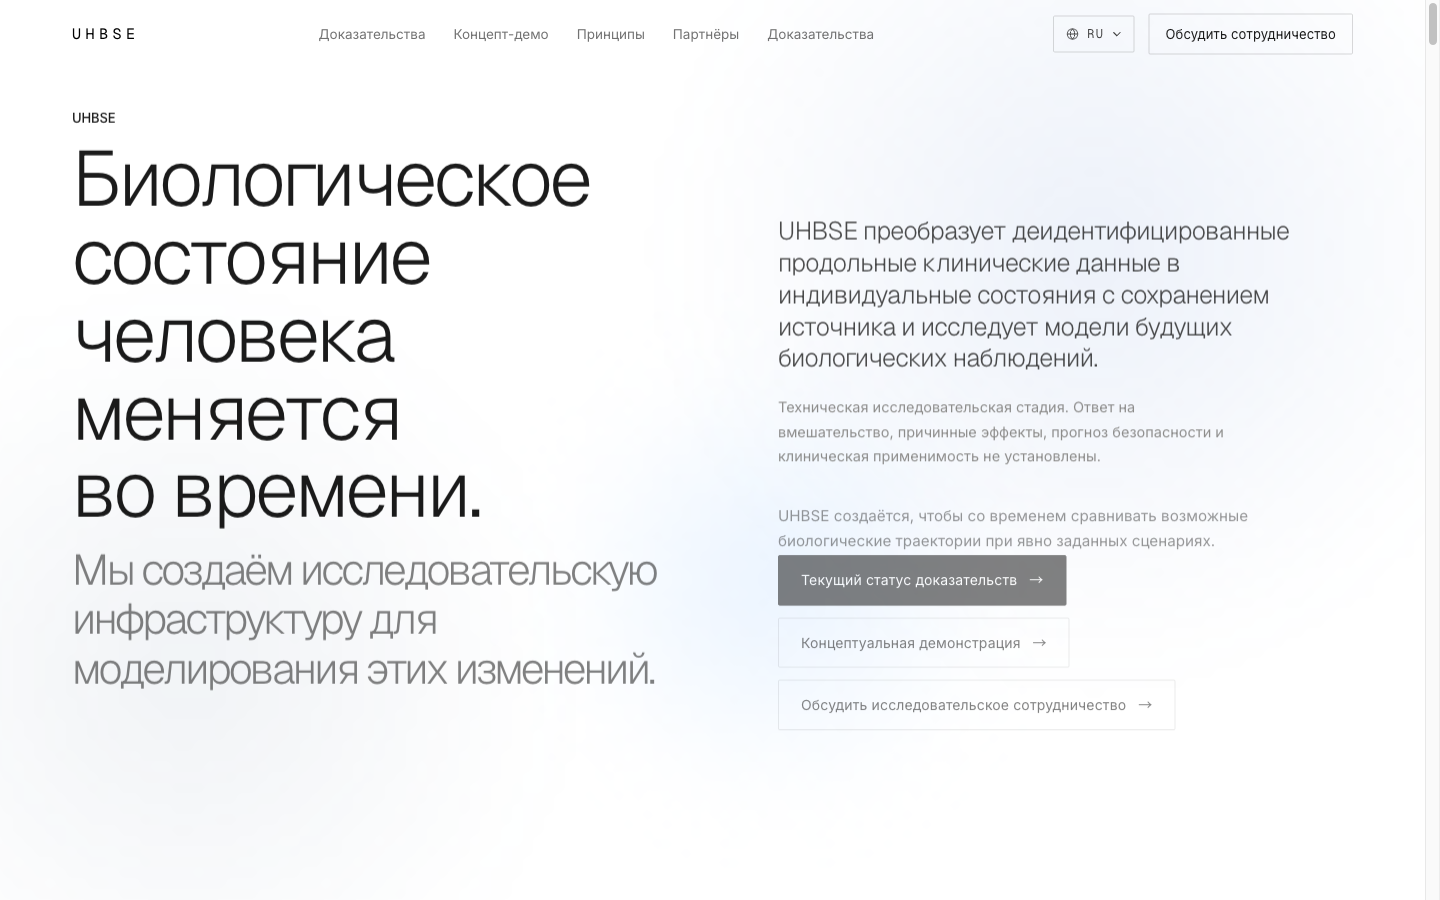 UHBSE
Доказательства
Концепт-демо
Принципы
Партнёры
Доказательства
RU
Обсудить сотрудничество
UHBSE
Биологическое
состояние
человека
меняется
во времени.
Мы создаём исследовательскую
инфраструктуру для
моделирования этих изменений.
UHBSE преобразует деидентифицированные
продольные клинические данные в
индивидуальные состояния с сохранением
источника и исследует модели будущих
биологических наблюдений.
Техническая исследовательская стадия. Ответ на
вмешательство, причинные эффекты, прогноз безопасности и
клиническая применимость не установлены.
UHBSE создаётся, чтобы со временем сравнивать возможные
биологические траектории при явно заданных сценариях.
Текущий статус доказательств →
Концептуальная демонстрация →
Обсудить исследовательское сотрудничество →